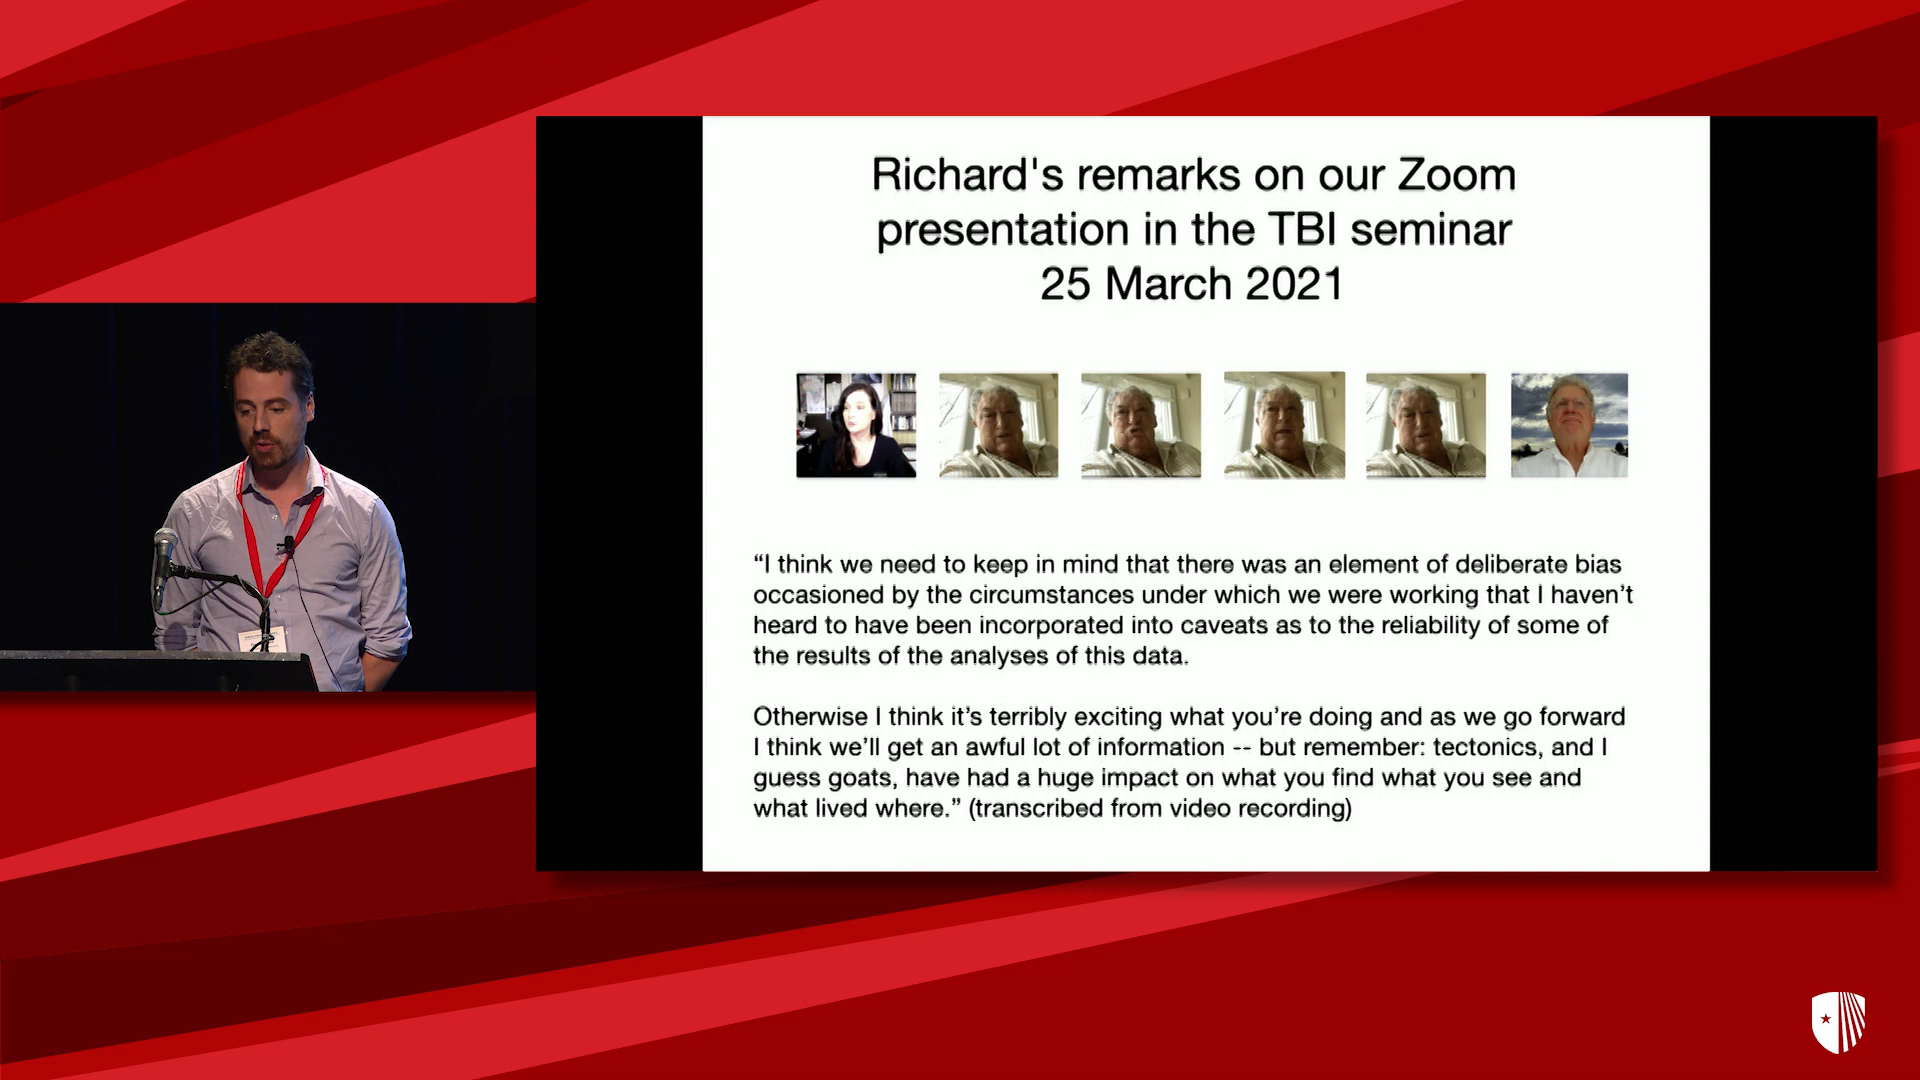 Richard's remarks on our Zoom
presentation in the TBI seminar
25 March 2021
“I think we need to keep in mind that there was an element of deliberate bias
occasioned by the circumstances under which we were working that I haven’t
heard to have been incorporated into caveats as to the reliability of some of
the results of the analyses of this data.
Otherwise I think it’s terribly exciting what you’re doing and as we go forward
I think we’ll get an awful lot of information -- but remember: tectonics, and I
guess goats, have had a huge impact on what you find what you see and
what lived where.” (transcribed from video recording)